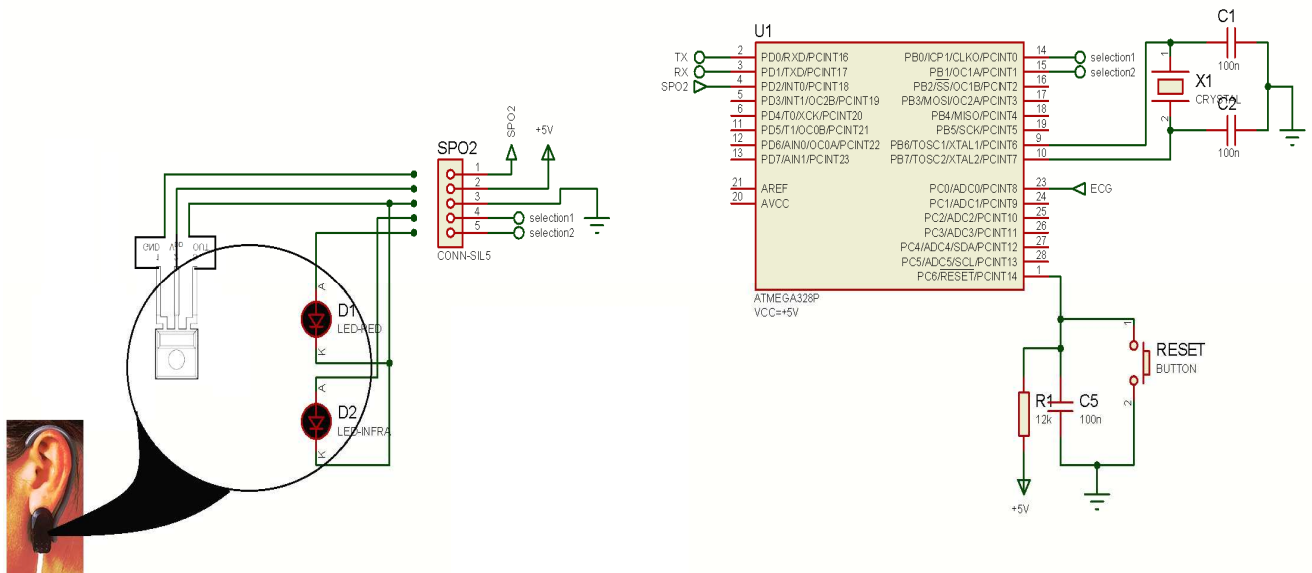 SPO2
SPO2
+5V
1
2
3
4
5
selection1
selection2
CONN-SIL5
GND
OUT
A
D1
LED-RED
K
A
D2
LED-INFRA
K
U1
TX
2
PD0/RXD/PCINT16
RX
3
PD1/TXD/PCINT17
SPO2
4
PD2/INT0/PCINT18
5
PD3/INT1/OC2B/PCINT19
6
PD4/T0/XCK/PCINT20
11
PD5/T1/OC0B/PCINT21
12
PD6/AIN0/OC0A/PCINT22
13
PD7/AIN1/PCINT23
21
AREF
20
AVCC
PB0/ICP1/CLKO/PCINT0
14
selection1
PB1/OC1A/PCINT1
15
selection2
PB2/SS/OC1B/PCINT2
16
PB3/MOSI/OC2A/PCINT3
17
PB4/MISO/PCINT4
18
PB5/SCK/PCINT5
19
PB6/TOSC1/XTAL1/PCINT6
9
PB7/TOSC2/XTAL2/PCINT7
10
PC0/ADC0/PCINT8
23
ECG
PC1/ADC1/PCINT9
24
PC2/ADC2/PCINT10
25
PC3/ADC3/PCINT11
26
PC4/ADC4/SDA/PCINT12
27
PC5/ADC5/SCL/PCINT13
28
PC6/RESET/PCINT14
1
ATMEGA328P
VCC=+5V
C1
100n
1
X1
CRYSTAL
2
C2
100n
1
RESET
BUTTON
2
R1
12k
C5
100n
+5V